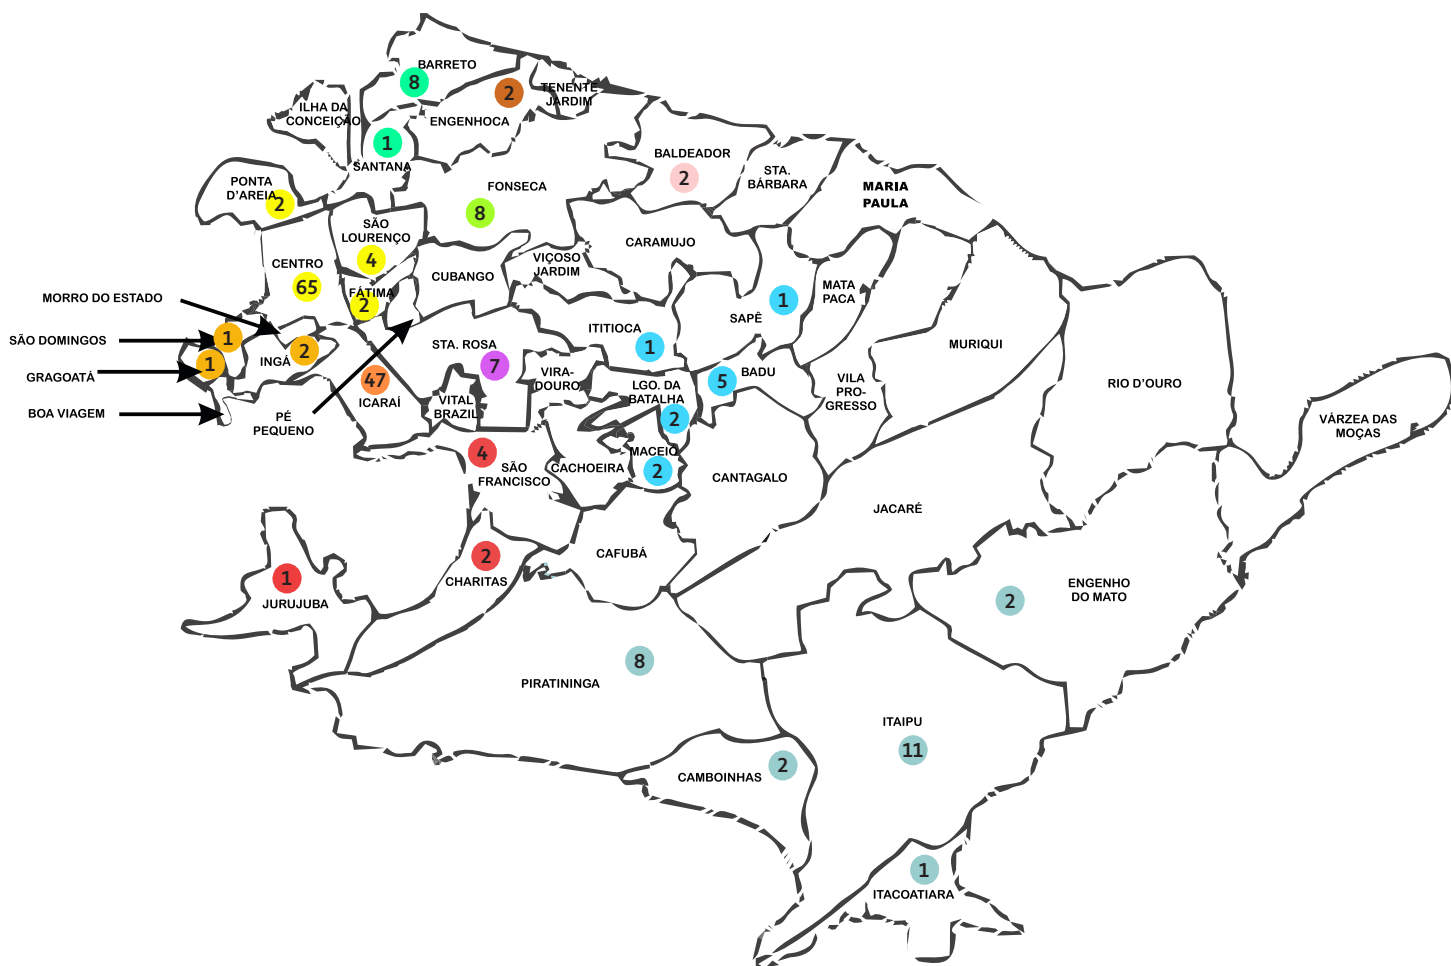 BARRETO
8
2
TENENTE
JARDIM
ILHA DA
CONCEIÇÃO
ENGENHOCA
1
SANTANA
BALDEADOR
2
STA.
BÁRBARA
MARIA
PAULA
PONTA
D'AREIA
2
FONSECA
8
SÃO
LOURENÇO
4
CARAMUJO
VIÇOSO
JARDIM
CENTRO
65
CUBANGO
FÁTIMA
2
MATA
PACA
MORRO DO ESTADO
SÃO DOMINGOS
GRAGOATÁ
BOA VIAGEM
1
1
INGÁ
2
PÉ
PEQUENO
1
SAPÊ
ITITIOCA
1
STA. ROSA
7
47
ICARAÍ
VITAL
BRAZIL
VIRA-
DOURO
LGO. DA
BATALHA
2
5
BADU
VILA
PRO-
GRESSO
MURIQUI
RIO D'OURO
VÁRZEA DAS
MOÇAS
4
SÃO
FRANCISCO
CACHOEIRA
MACEIÓ
2
CANTAGALO
JACARÉ
2
CHARITAS
CAFUBÁ
1
JURUJUBA
2
ENGENHO
DO MATO
8
PIRATININGA
ITAIPU
11
CAMBOINHAS
2
1
ITACOATIARA